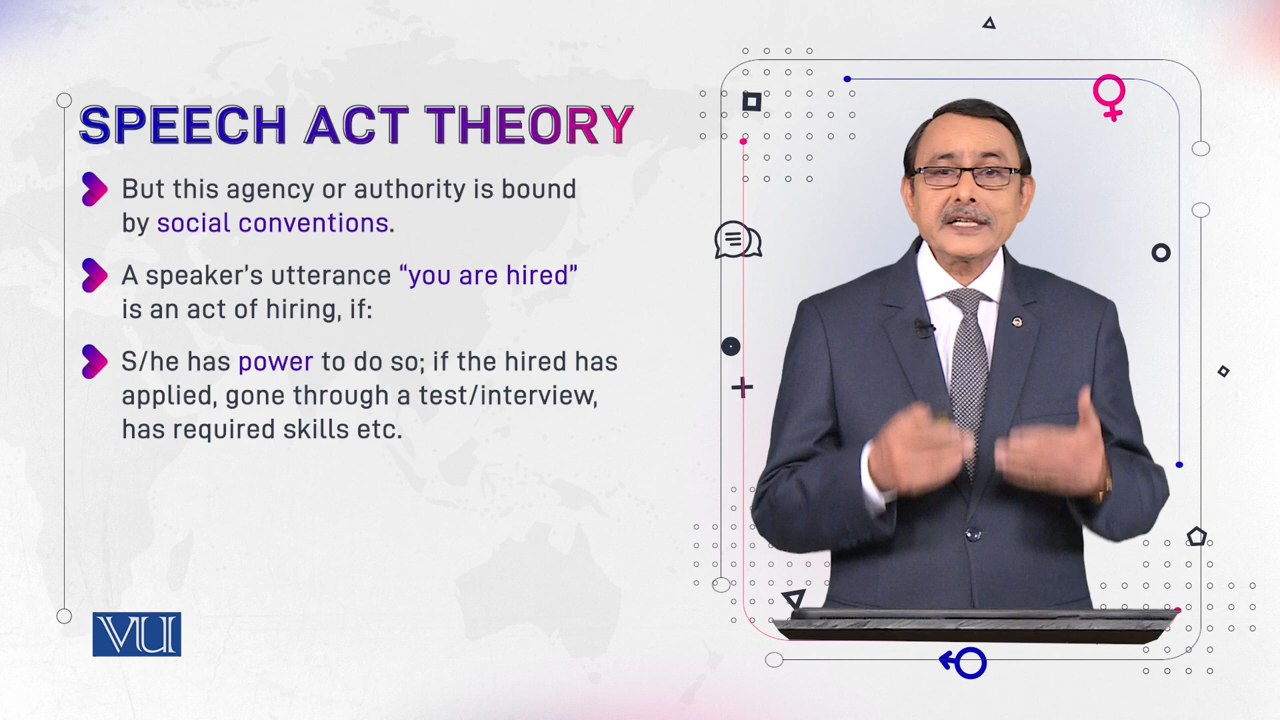 SPEECH ACT THEORY
But this agency or authority is bound
by social conventions.
A speaker’s utterance “you are hired”
is an act of hiring, if:
S/he has power to do so; if the hired has
applied, gone through a test/interview,
has required skills etc.
VU